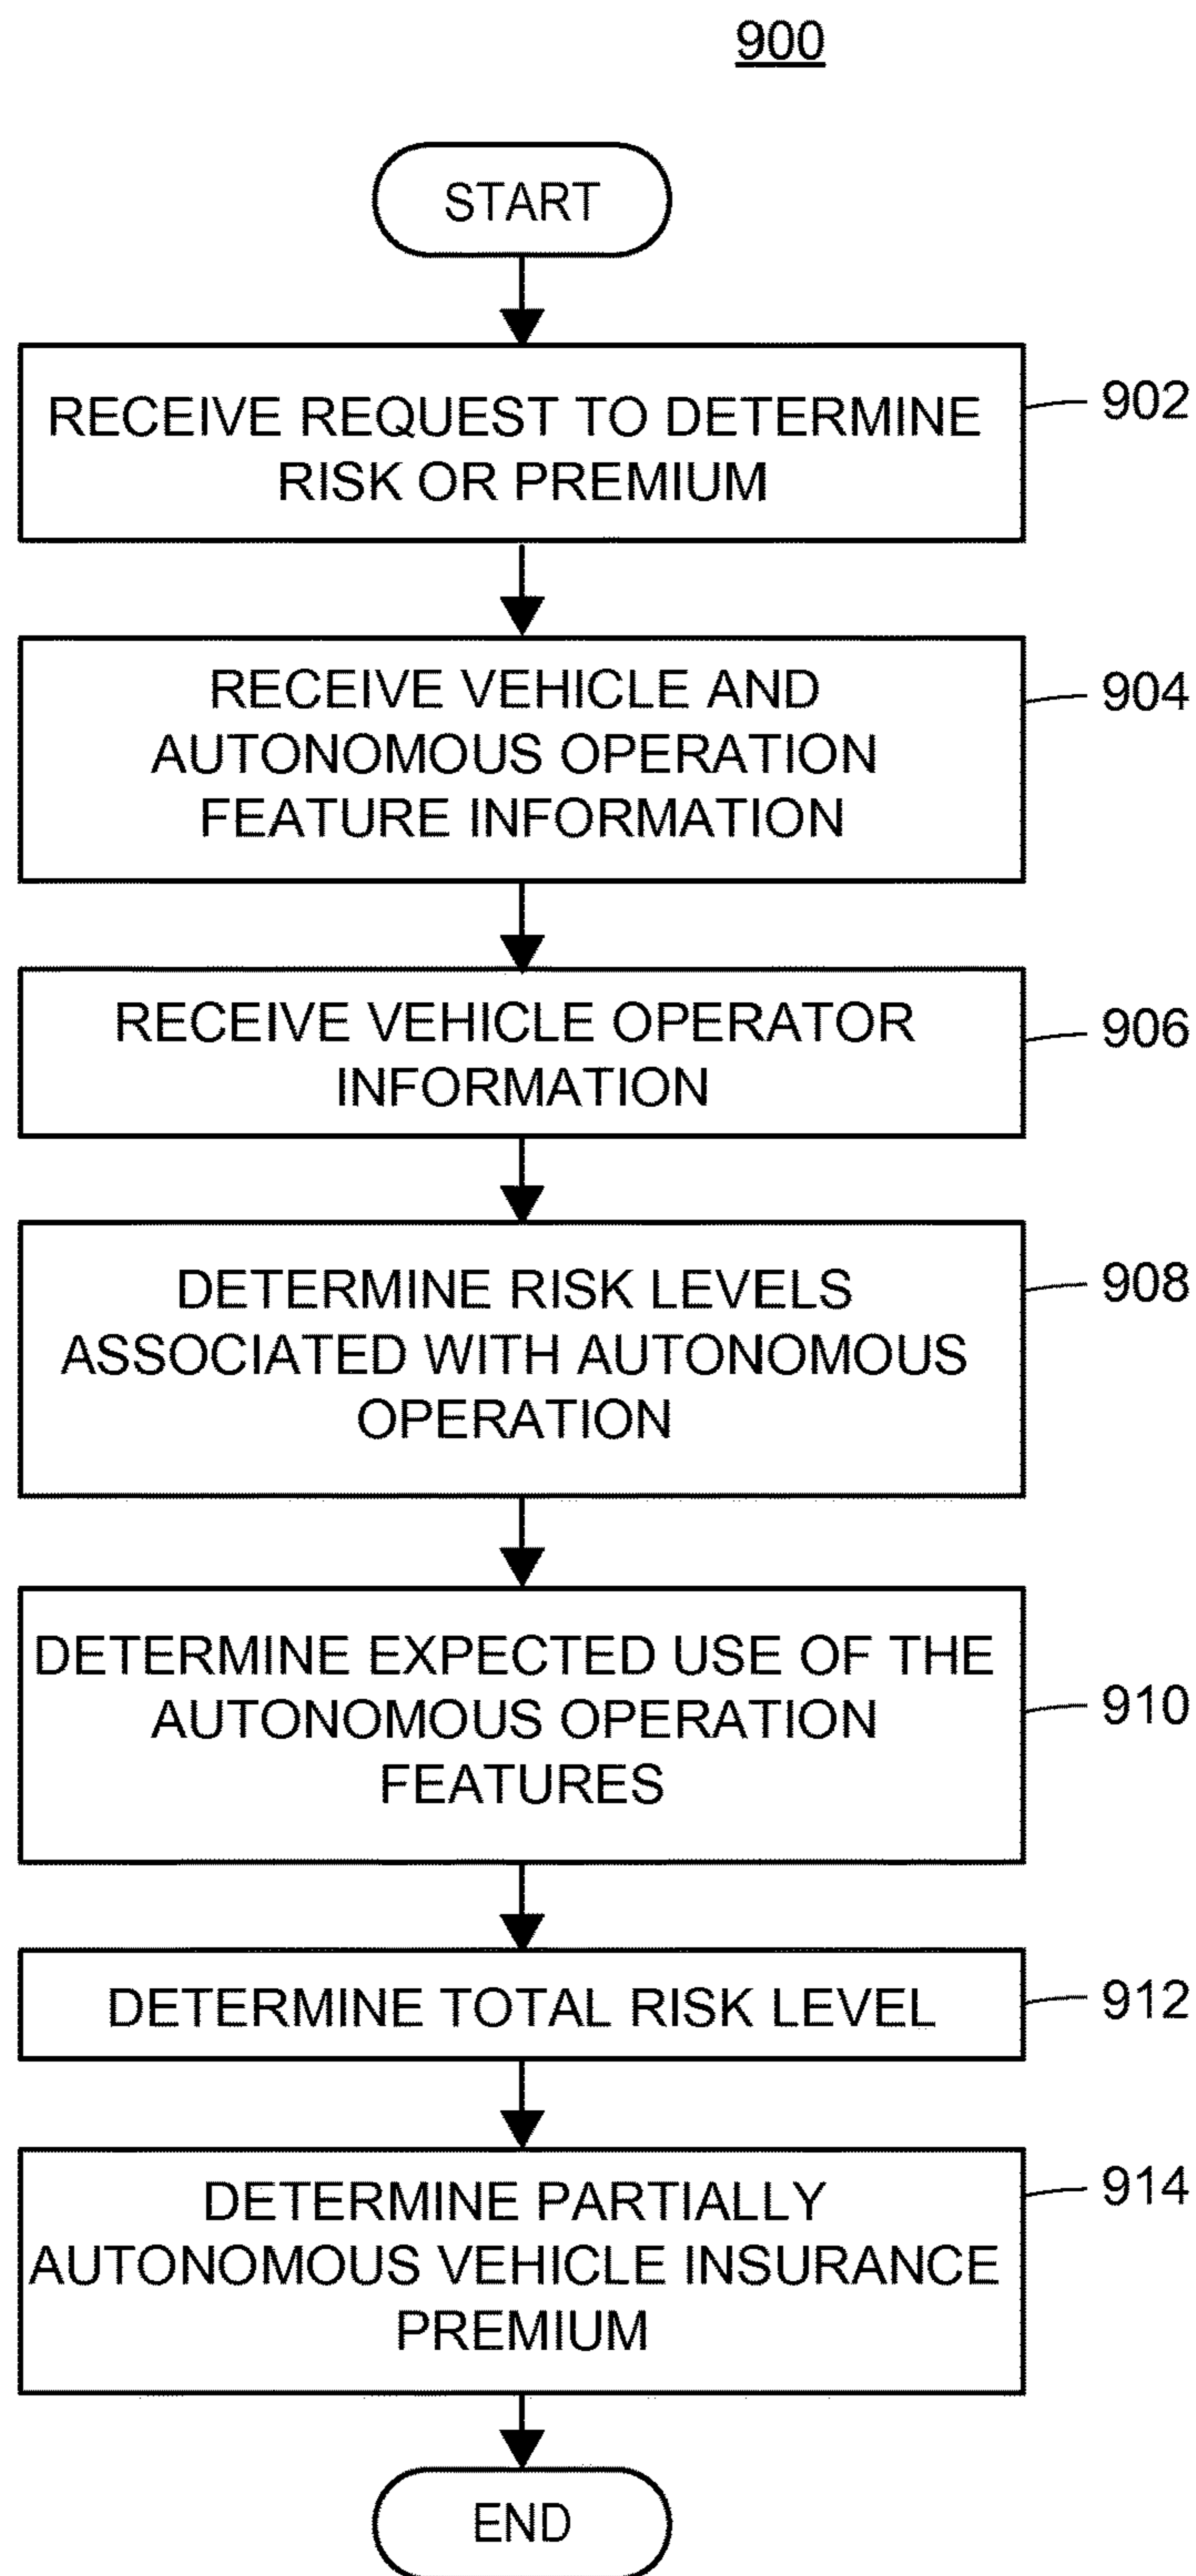 900
START
RECEIVE REQUEST TO DETERMINE
RISK OR PREMIUM
902
RECEIVE VEHICLE AND
AUTONOMOUS OPERATION
FEATURE INFORMATION
904
RECEIVE VEHICLE OPERATOR
INFORMATION
906
DETERMINE RISK LEVELS
ASSOCIATED WITH AUTONOMOUS
OPERATION
908
DETERMINE EXPECTED USE OF THE
AUTONOMOUS OPERATION
FEATURES
910
DETERMINE TOTAL RISK LEVEL
912
DETERMINE PARTIALLY
AUTONOMOUS VEHICLE INSURANCE
PREMIUM
914
END